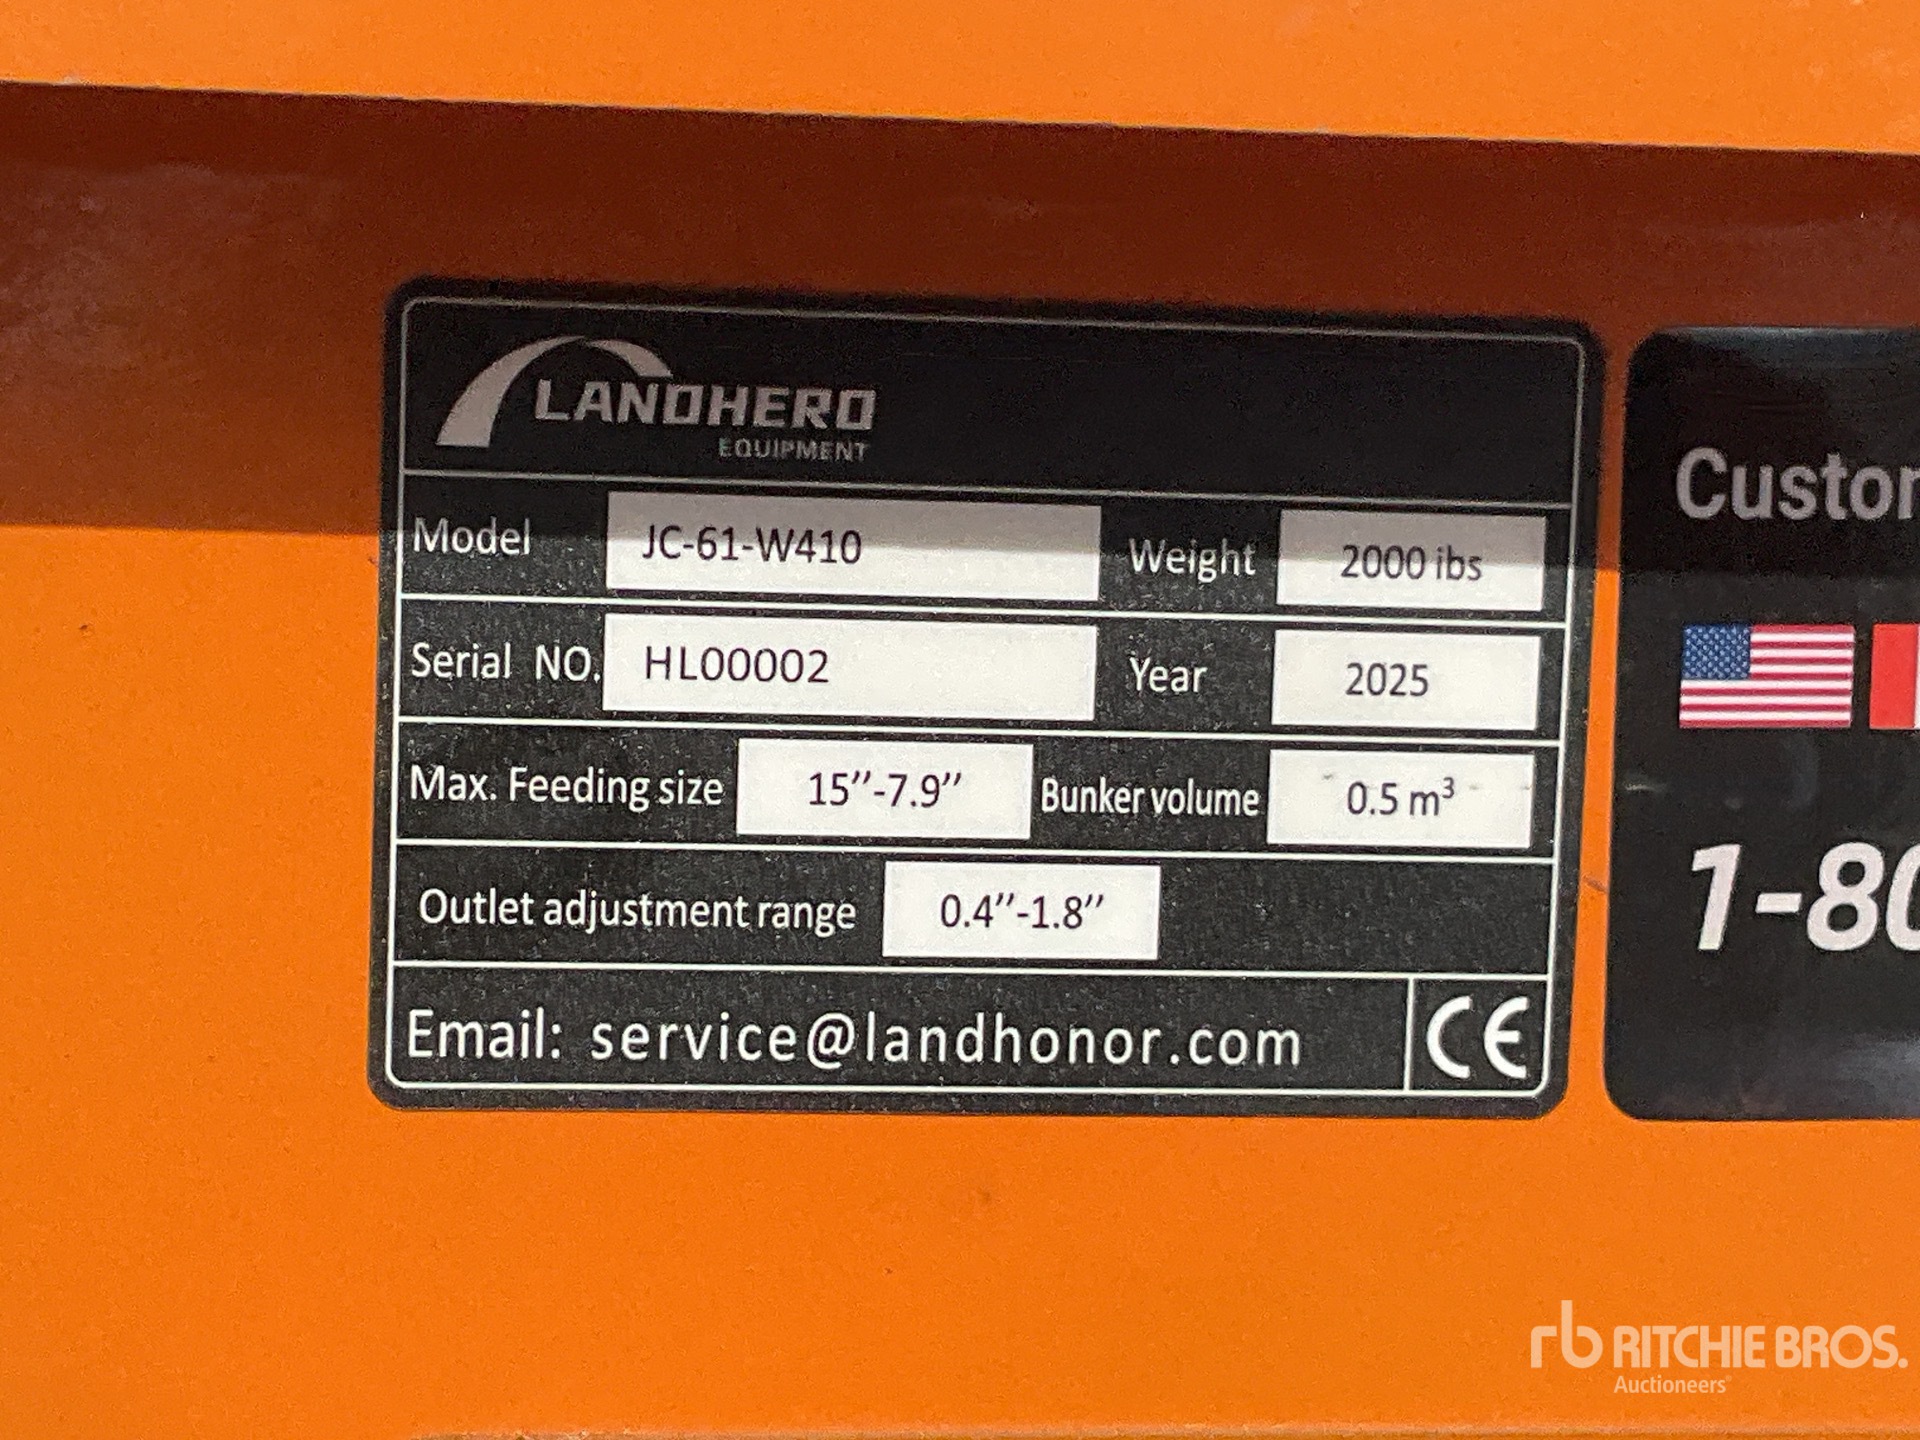 LANDHERO
EQUIPMENT
Model JC-61-W410 Weight 2000 ibs
Serial NO. HL00002 Year 2025
Max. Feeding size 15’’-7.9’’ Bunker volume 0.5 m³
Outlet adjustment range 0.4’’-1.8’’
Email: service@landhonor.com CE
Custom
1-80
rb RITCHIE BROS.
Auctioneers